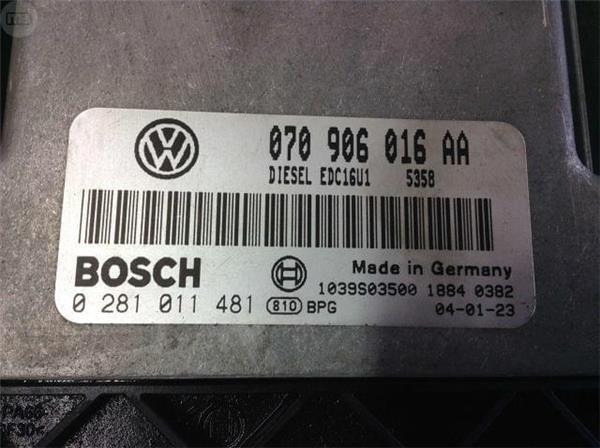 070 906 016 AA
DIESEL EDC16U1 5358
BOSCH
Made in Germany
1039S03500 1884 0382
0 281 011 481 810 BPG
04-01-23
PA66